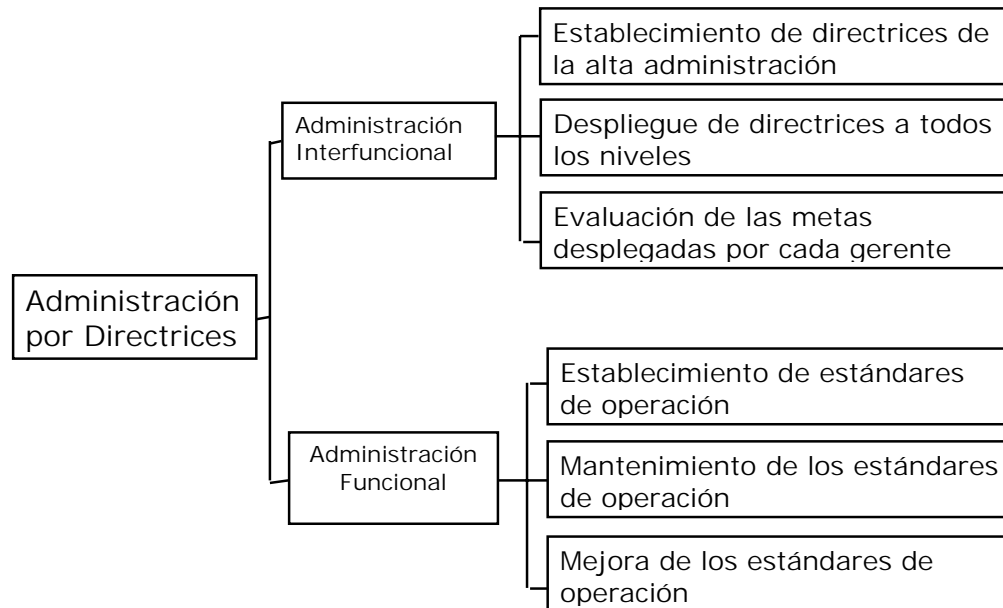 Establecimiento de directrices de
la alta administración
Administración
Interfuncional
Despliegue de directrices a todos
los niveles
Evaluación de las metas
desplegadas por cada gerente
Administración
por Directrices
Establecimiento de estándares
de operación
Administración
Funcional
Mantenimiento de los estándares
de operación
Mejora de los estándares de
operación